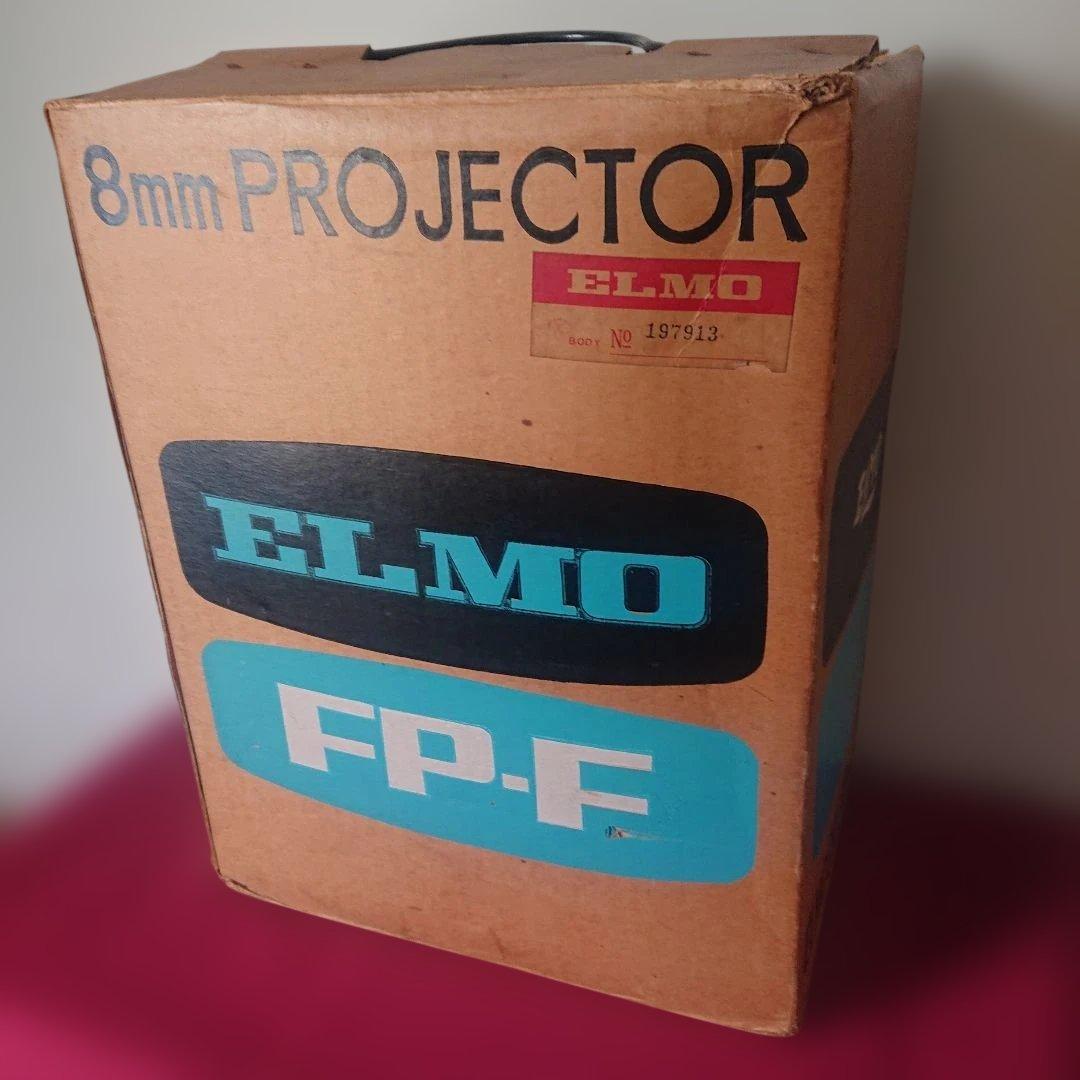 8mm PROJECTOR
ELMO
BODY Nº 197913
ELMO
FP-F